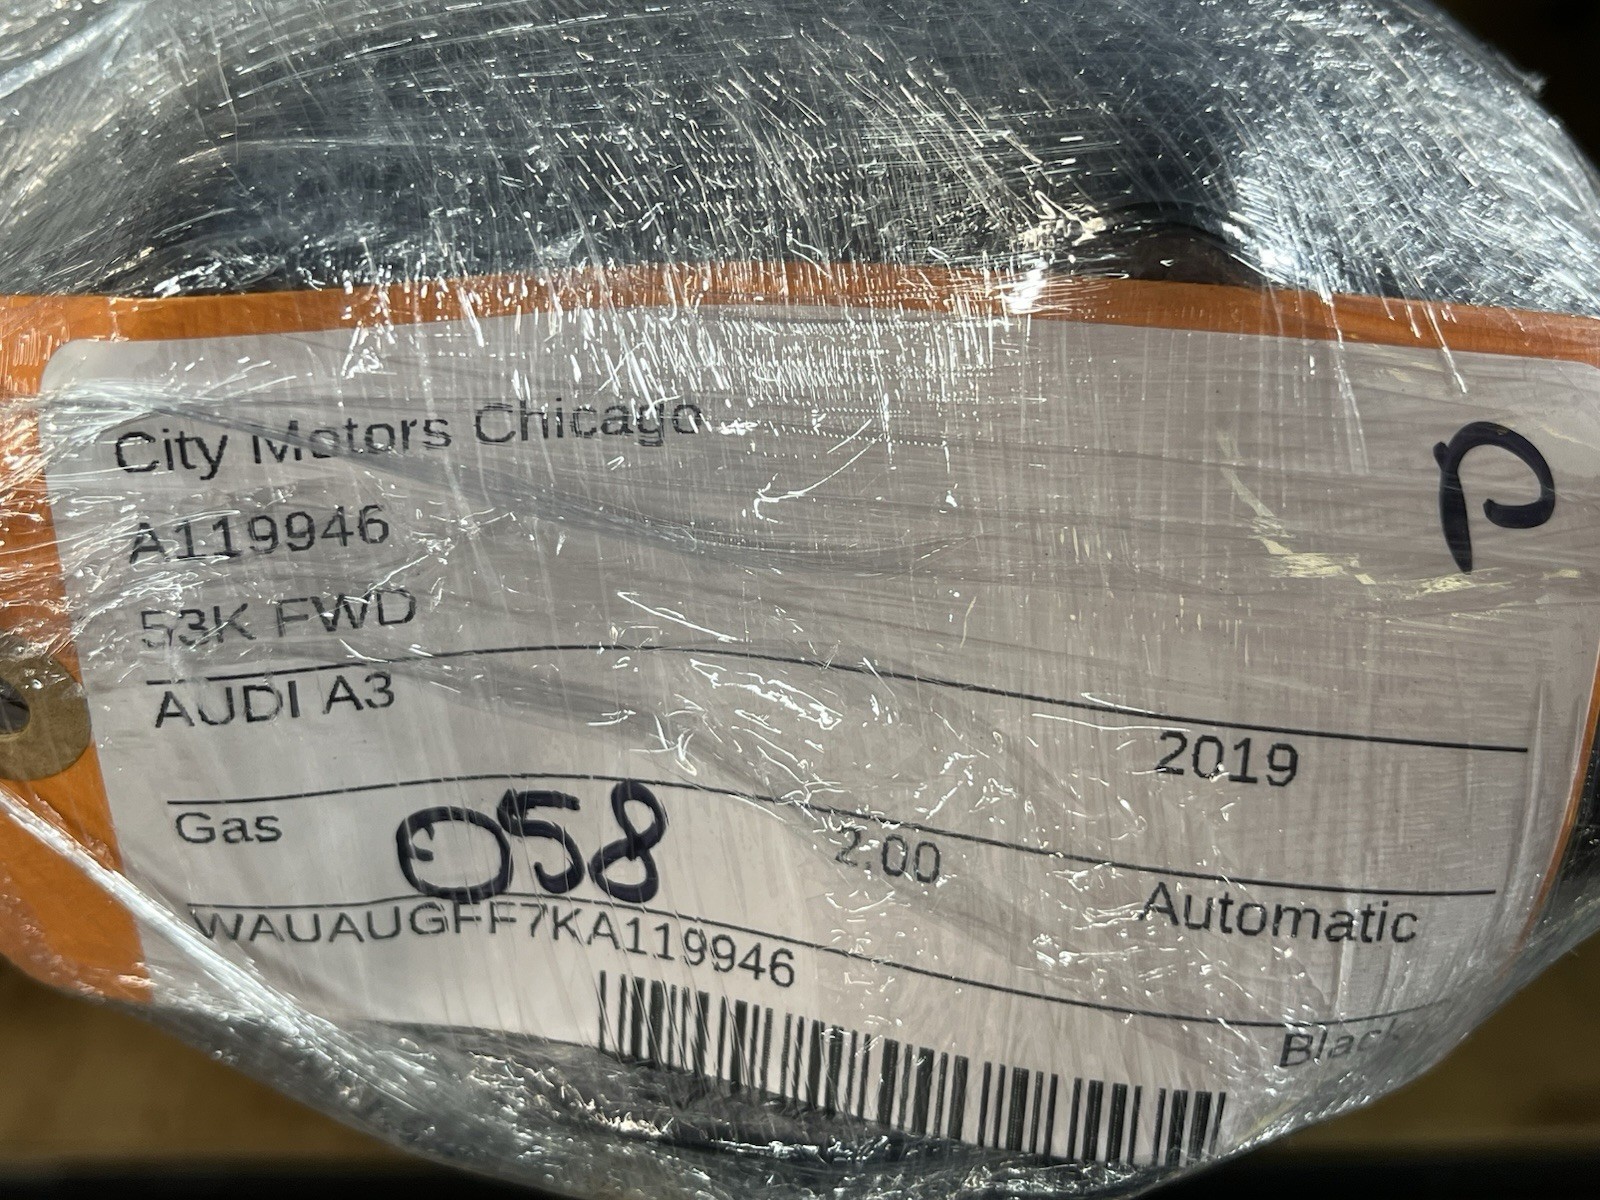 City Motors Chicago
P
A119946
53K FWD
AUDI A3 2019
Gas 058 2.00 Automatic
WAUAUGFF7KA119946 Black